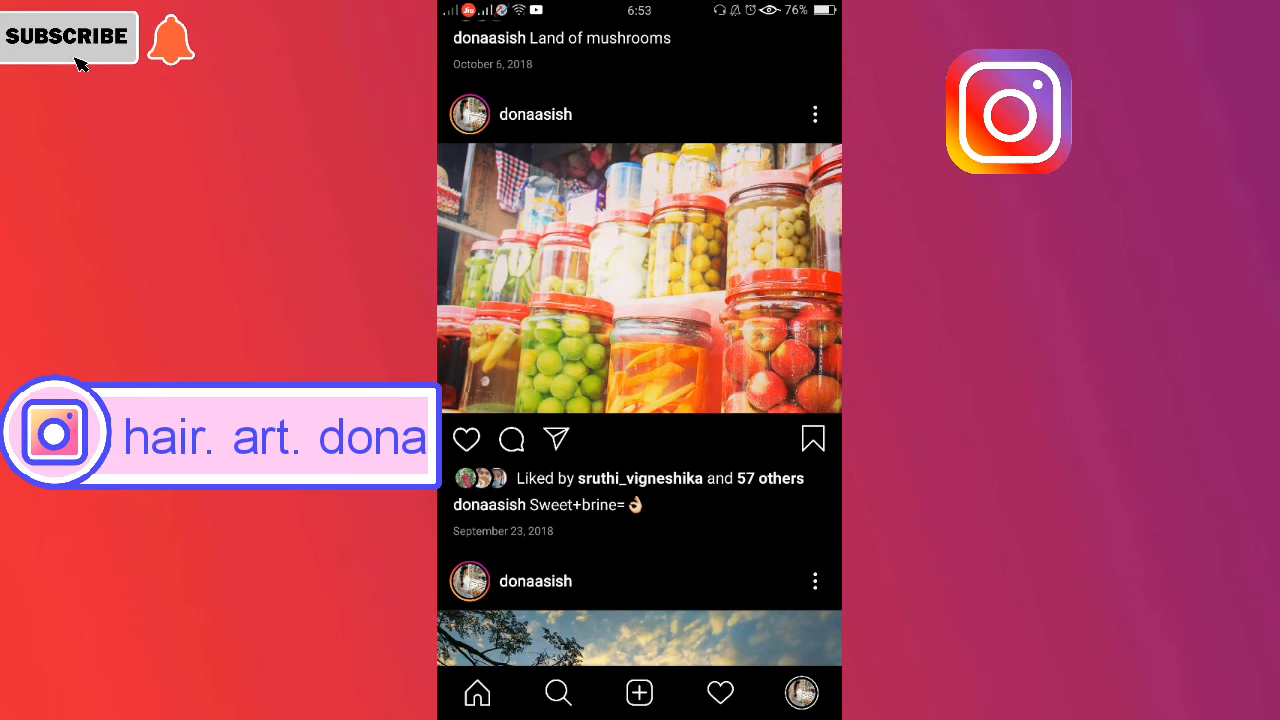 SUBSCRIBE
6:53
76%
donaasish Land of mushrooms
October 6, 2018
donaasish
hair. art. dona
Liked by sruthi_vigneshika and 57 others
donaasish Sweet+brine=👌🏻
September 23, 2018
donaasish